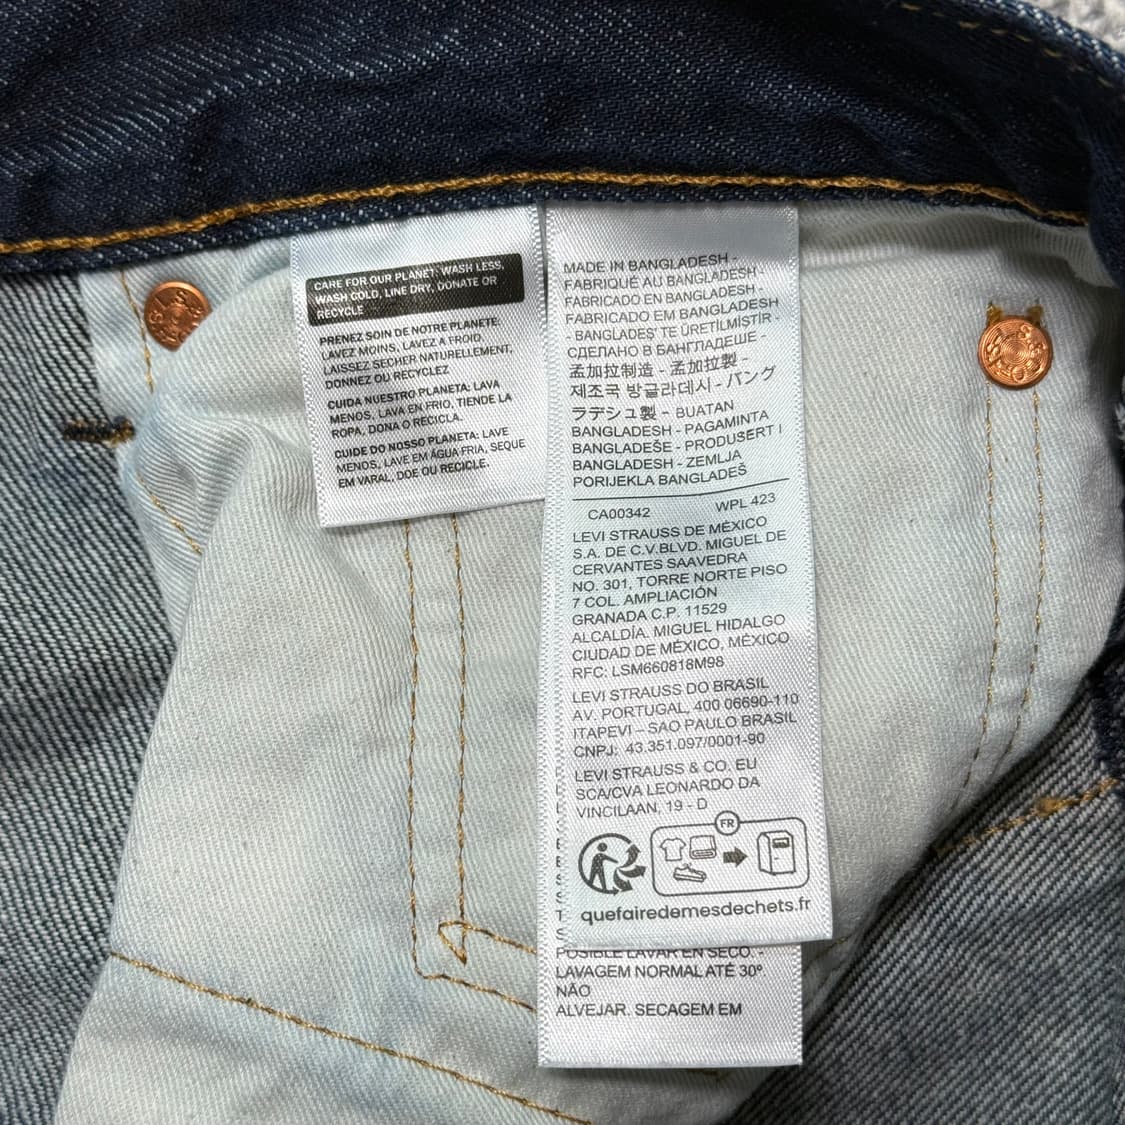 CARE FOR OUR PLANET: WASH LESS,
WASH COLD, LINE DRY, DONATE OR
RECYCLE
PRENEZ SOIN DE NOTRE PLANETE:
LAVEZ MOINS, LAVEZ A FROID,
LAISSEZ SECHER NATURELLEMENT,
DONNEZ OU RECYCLEZ
CUIDA NUESTRO PLANETA: LAVA
MENOS, LAVA EN FRIO, TIENDE LA
ROPA, DONA O RECICLA.
CUIDE DO NOSSO PLANETA: LAVE
MENOS, LAVE EM ÁGUA FRIA, SEQUE
EM VARAL, DOE OU RECICLE.
MADE IN BANGLADESH -
FABRIQUÉ AU BANGLADESH -
FABRICADO EN BANGLADESH -
FABRICADO EM BANGLADESH
- BANGLADEŞ' TE ÜRETİLMİŞTİR -
СДЕЛАНО В БАНГЛАДЕШЕ -
孟加拉制造 - 孟加拉製 -
제조국 방글라데시 - バング
ラデシュ製 - BUATAN
BANGLADESH - PAGAMINTA
BANGLADEŠE - PRODUSERT I
BANGLADESH - ZEMLJA
PORIJEKLA BANGLADEŠ
CA00342 WPL 423
LEVI STRAUSS DE MÉXICO
S.A. DE C.V.BLVD. MIGUEL DE
CERVANTES SAAVEDRA
NO. 301, TORRE NORTE PISO
7 COL. AMPLIACIÓN
GRANADA C.P. 11529
ALCALDÍA. MIGUEL HIDALGO
CIUDAD DE MÉXICO, MÉXICO
RFC: LSM660818M98
LEVI STRAUSS DO BRASIL
AV. PORTUGAL, 400 06690-110
ITAPEVI – SAO PAULO BRASIL
CNPJ: 43.351.097/0001-90
LEVI STRAUSS & CO. EU
SCA/CVA LEONARDO DA
VINCILAAN, 19 - D
FR
quefairedemesdechets.fr
POSIBLE LAVAR EN SECO. -
LAVAGEM NORMAL ATÉ 30º
NÃO
ALVEJAR. SECAGEM EM